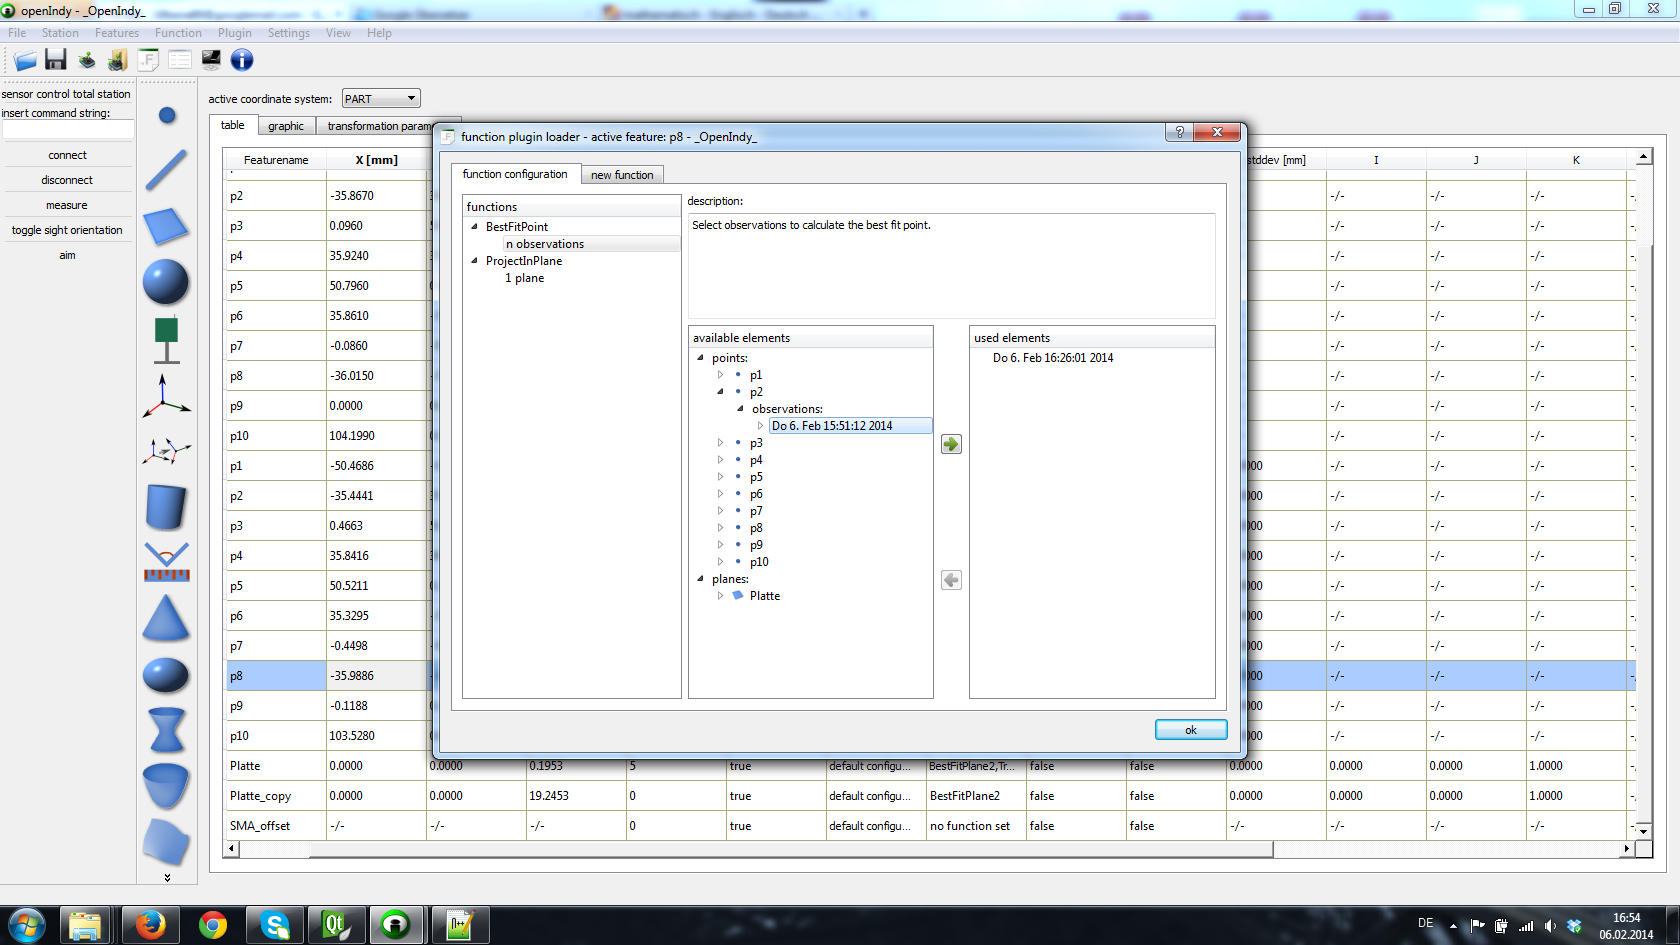 openIndy - _OpenIndy_
File Station Features Function Plugin Settings View Help
sensor control total station
insert command string:
connect
disconnect
measure
toggle sight orientation
aim
active coordinate system: PART
table graphic transformation param
Featurename X [mm] stddev [mm] I J K
p2 -35.8670 -/- -/- -/-
p3 0.0960 -/- -/- -/-
p4 35.9240 -/- -/- -/-
p5 50.7960 -/- -/- -/-
p6 35.8610 -/- -/- -/-
p7 -0.0860 -/- -/- -/-
p8 -36.0150 -/- -/- -/-
p9 0.0000 -/- -/- -/-
p10 104.1990 -/- -/- -/-
p1 -50.4686 000 -/- -/- -/-
p2 -35.4441 000 -/- -/- -/-
p3 0.4663 000 -/- -/- -/-
p4 35.8416 000 -/- -/- -/-
p5 50.5211 000 -/- -/- -/-
p6 35.3295 000 -/- -/- -/-
p7 -0.4498 000 -/- -/- -/-
p8 -35.9886 000 -/- -/- -/-
p9 -0.1188 000 -/- -/- -/-
p10 103.5280 000 -/- -/- -/-
Platte 0.0000 0.0000 0.1953 5 true default configu... BestFitPlane2,Tr... false false 0.0000 0.0000 0.0000 1.0000
Platte_copy 0.0000 0.0000 19.2453 0 true default configu... BestFitPlane2 false false 0.0000 0.0000 0.0000 1.0000
SMA_offset -/- -/- -/- 0 true default configu... no function set false false -/- -/- -/- -/-
function plugin loader - active feature: p8 - _OpenIndy_
function configuration new function
functions
BestFitPoint
n observations
ProjectInPlane
1 plane
description:
Select observations to calculate the best fit point.
available elements
points:
p1
p2
observations:
Do 6. Feb 15:51:12 2014
p3
p4
p5
p6
p7
p8
p9
p10
planes:
Platte
used elements
Do 6. Feb 16:26:01 2014
ok
DE
16:54
06.02.2014